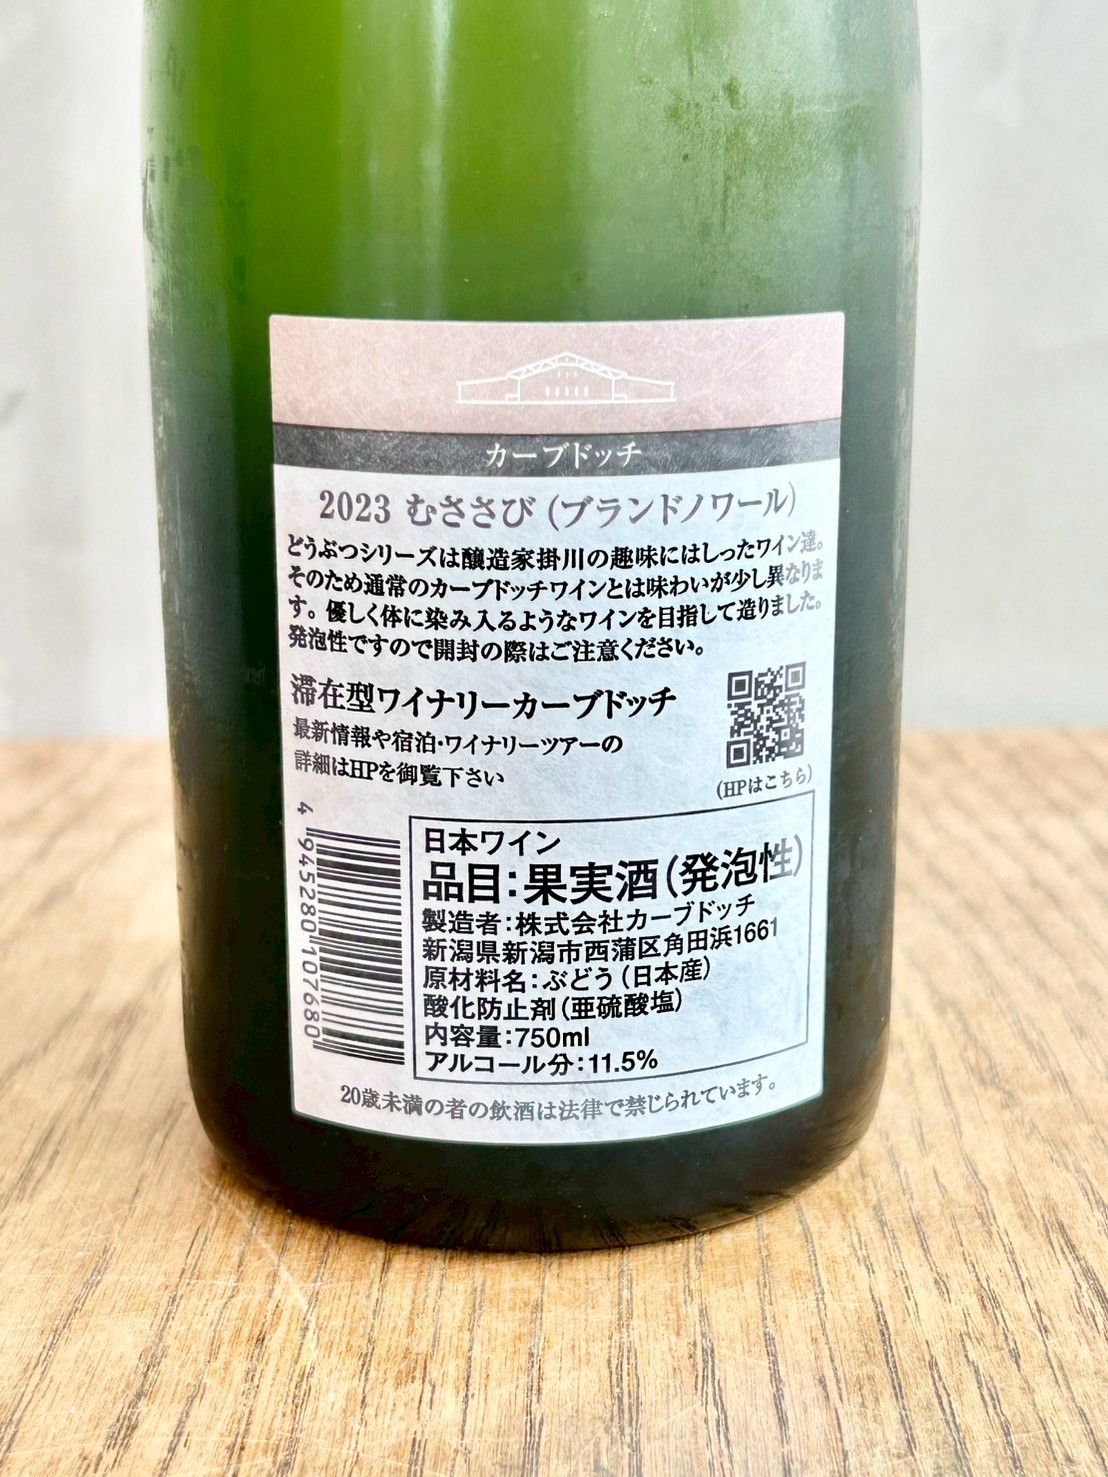 カーブドッチ
2023 むささび (ブランドノワール)
どうぶつシリーズは醸造家掛川の趣味にはしったワイン達。
そのため通常のカーブドッチワインとは味わいが少し異なりま
す。優しく体に染み入るようなワインを目指して造りました。
発泡性ですので開封の際はご注意ください。
滞在型ワイナリーカーブドッチ
最新情報や宿泊・ワイナリーツアーの
詳細はHPを御覧下さい
(HPはこちら)
4 945280 107680
日本ワイン
品目:果実酒(発泡性)
製造者:株式会社カーブドッチ
新潟県新潟市西蒲区角田浜1661
原材料名:ぶどう(日本産)
酸化防止剤(亜硫酸塩)
内容量:750ml
アルコール分:11.5%
20歳未満の者の飲酒は法律で禁じられています。